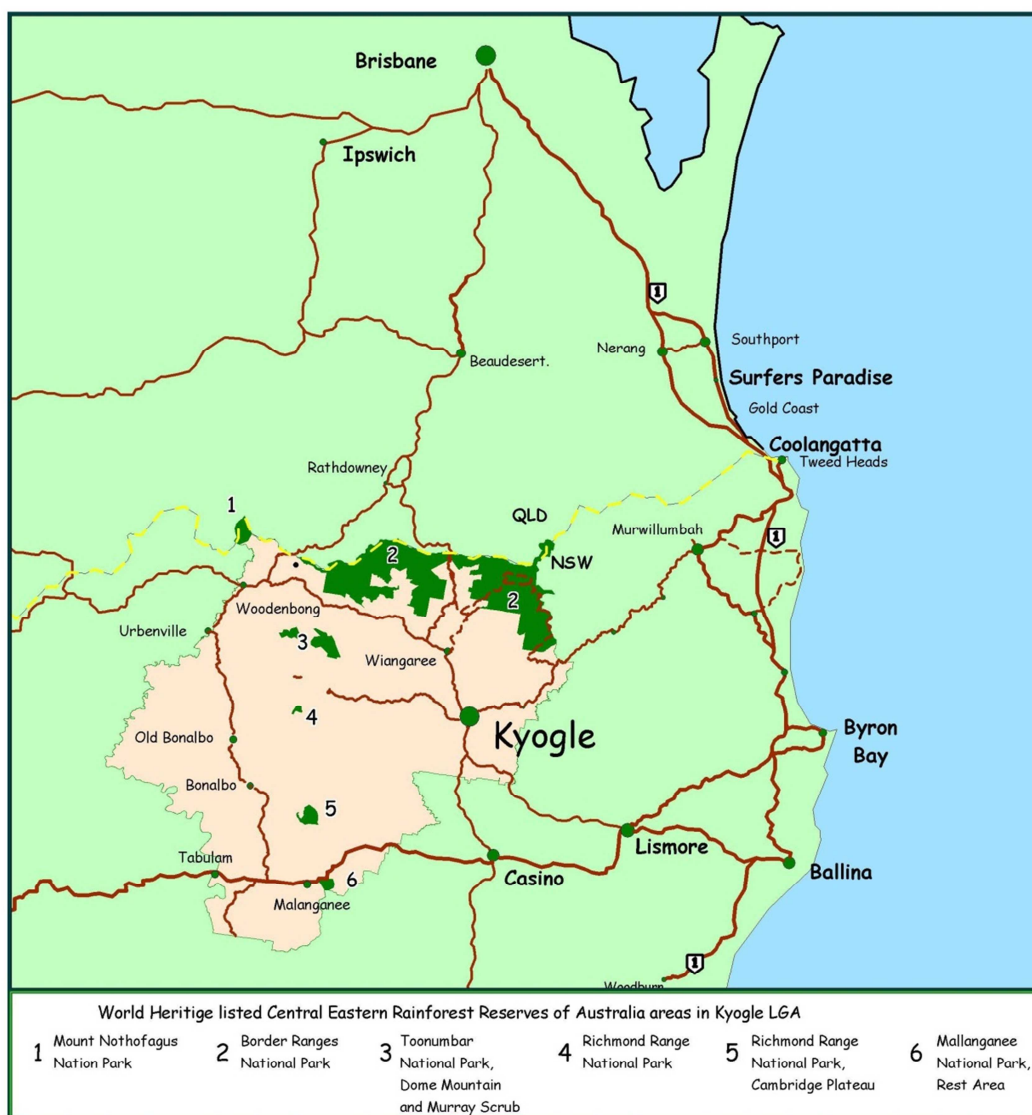 Brisbane
Ipswich
1
Beaudesert.
Nerang
Southport
Surfers Paradise
Gold Coast
Coolangatta
Tweed Heads
Rathdowney
1
QLD
Murwillumbah
1
2
NSW
Woodenbong
2
Urbenville
3
Wiangaree
4
Kyogle
Old Bonalbo
Byron
Bay
Bonalbo
5
Lismore
Tabulam
Casino
Ballina
6
Malanganee
1
Woodburn
World Heritige listed Central Eastern Rainforest Reserves of Australia areas in Kyogle LGA
1 Mount Nothofagus
Nation Park
2 Border Ranges
National Park
3 Toonumbar
National Park,
Dome Mountain
and Murray Scrub
4 Richmond Range
National Park
5 Richmond Range
National Park,
Cambridge Plateau
6 Mallanganee
National Park,
Rest Area